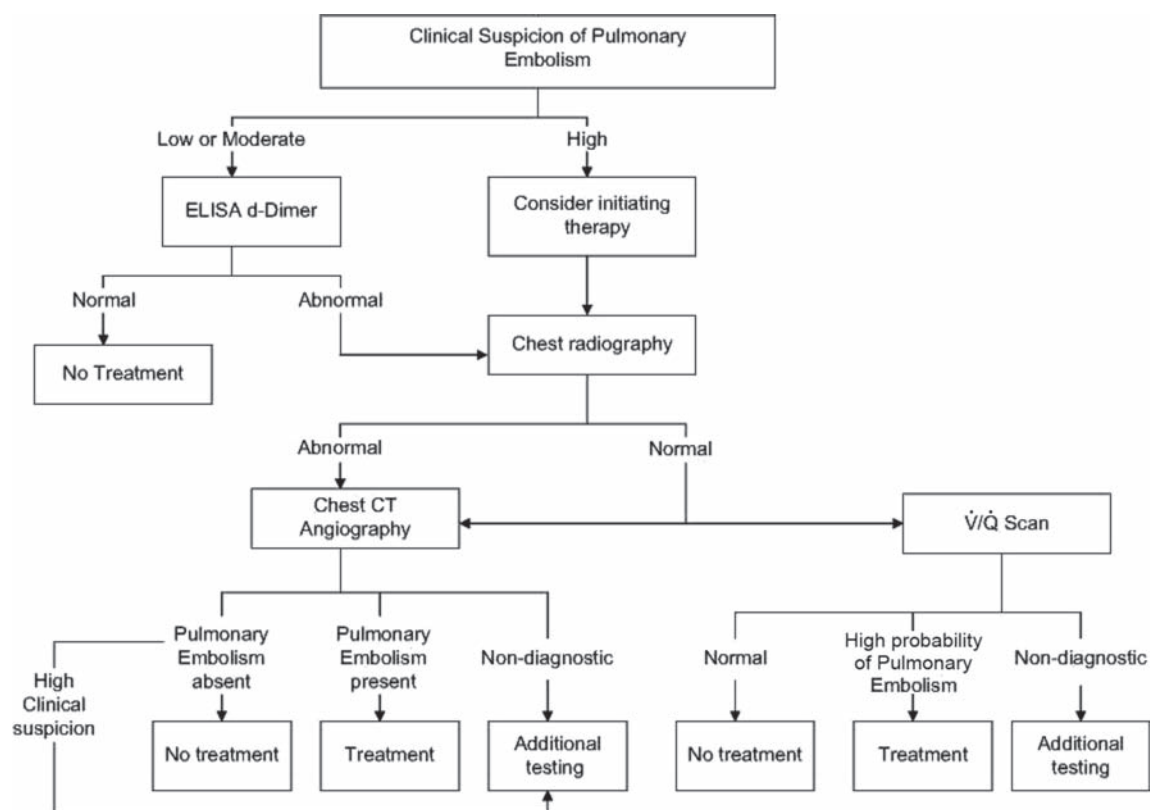 Clinical Suspicion of Pulmonary
Embolism
Low or Moderate
High
ELISA d-Dimer
Consider initiating
therapy
Normal
Abnormal
No Treatment
Chest radiography
Abnormal
Normal
Chest CT
Angiography
V̇/Q̇ Scan
Pulmonary
Embolism
absent
Pulmonary
Embolism
present
Non-diagnostic
Normal
High probability
of Pulmonary
Embolism
Non-diagnostic
High
Clinical
suspicion
No treatment
Treatment
Additional
testing
No treatment
Treatment
Additional
testing